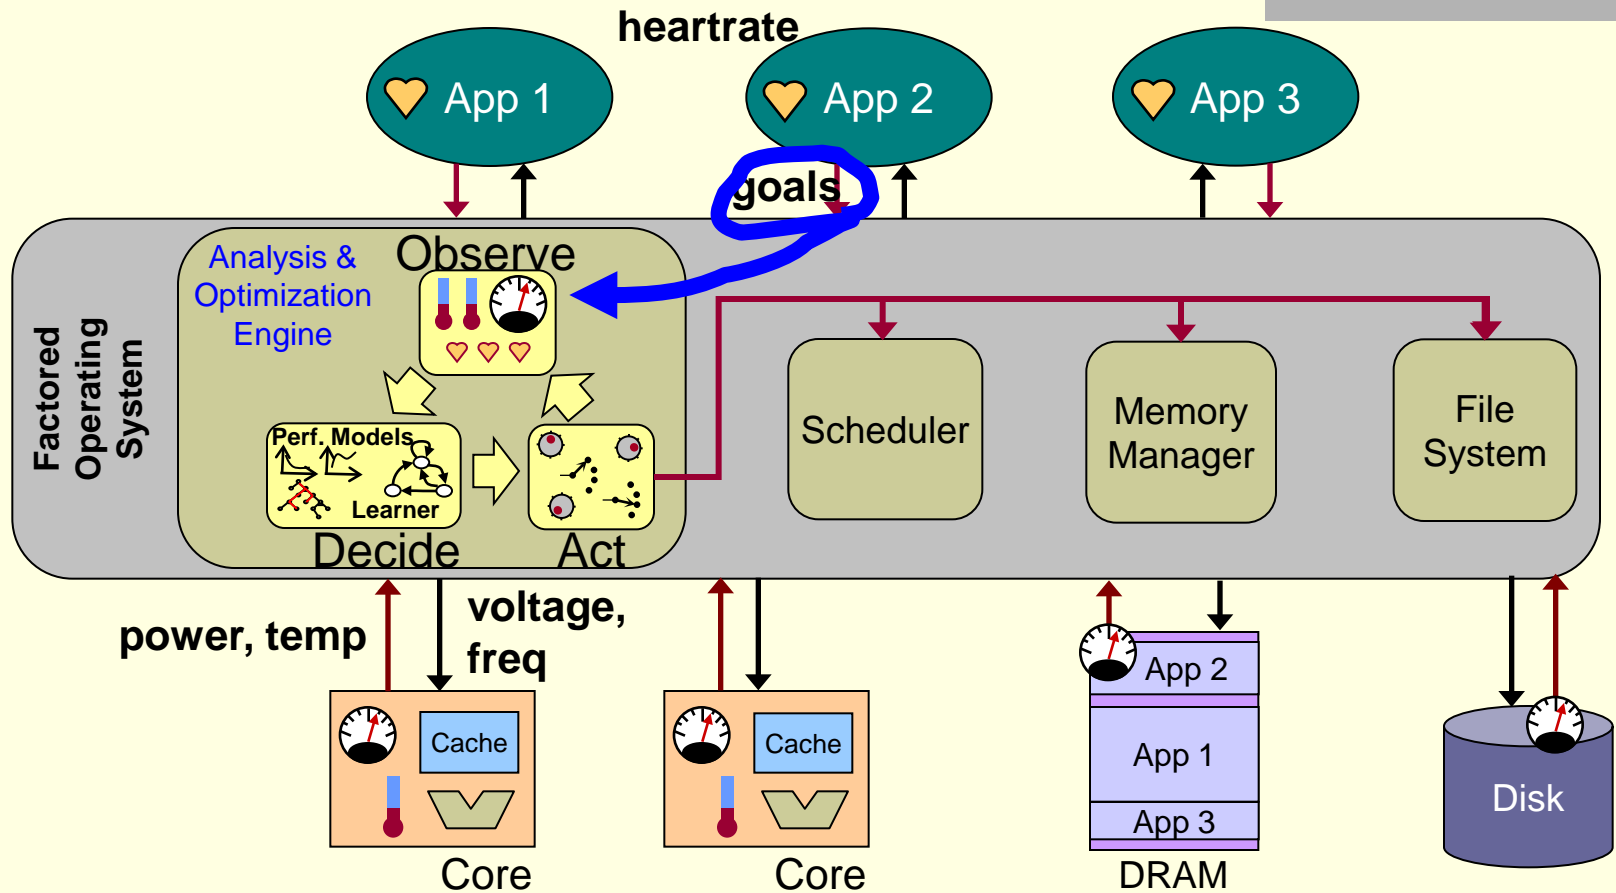 heartrate
App 1
App 2
App 3
goals
Factored
Operating
System
Analysis &
Optimization
Engine
Observe
Perf. Models
Learner
Decide
Act
Scheduler
Memory
Manager
File
System
power, temp
voltage,
freq
Cache
Core
Cache
Core
App 2
App 1
App 3
DRAM
Disk